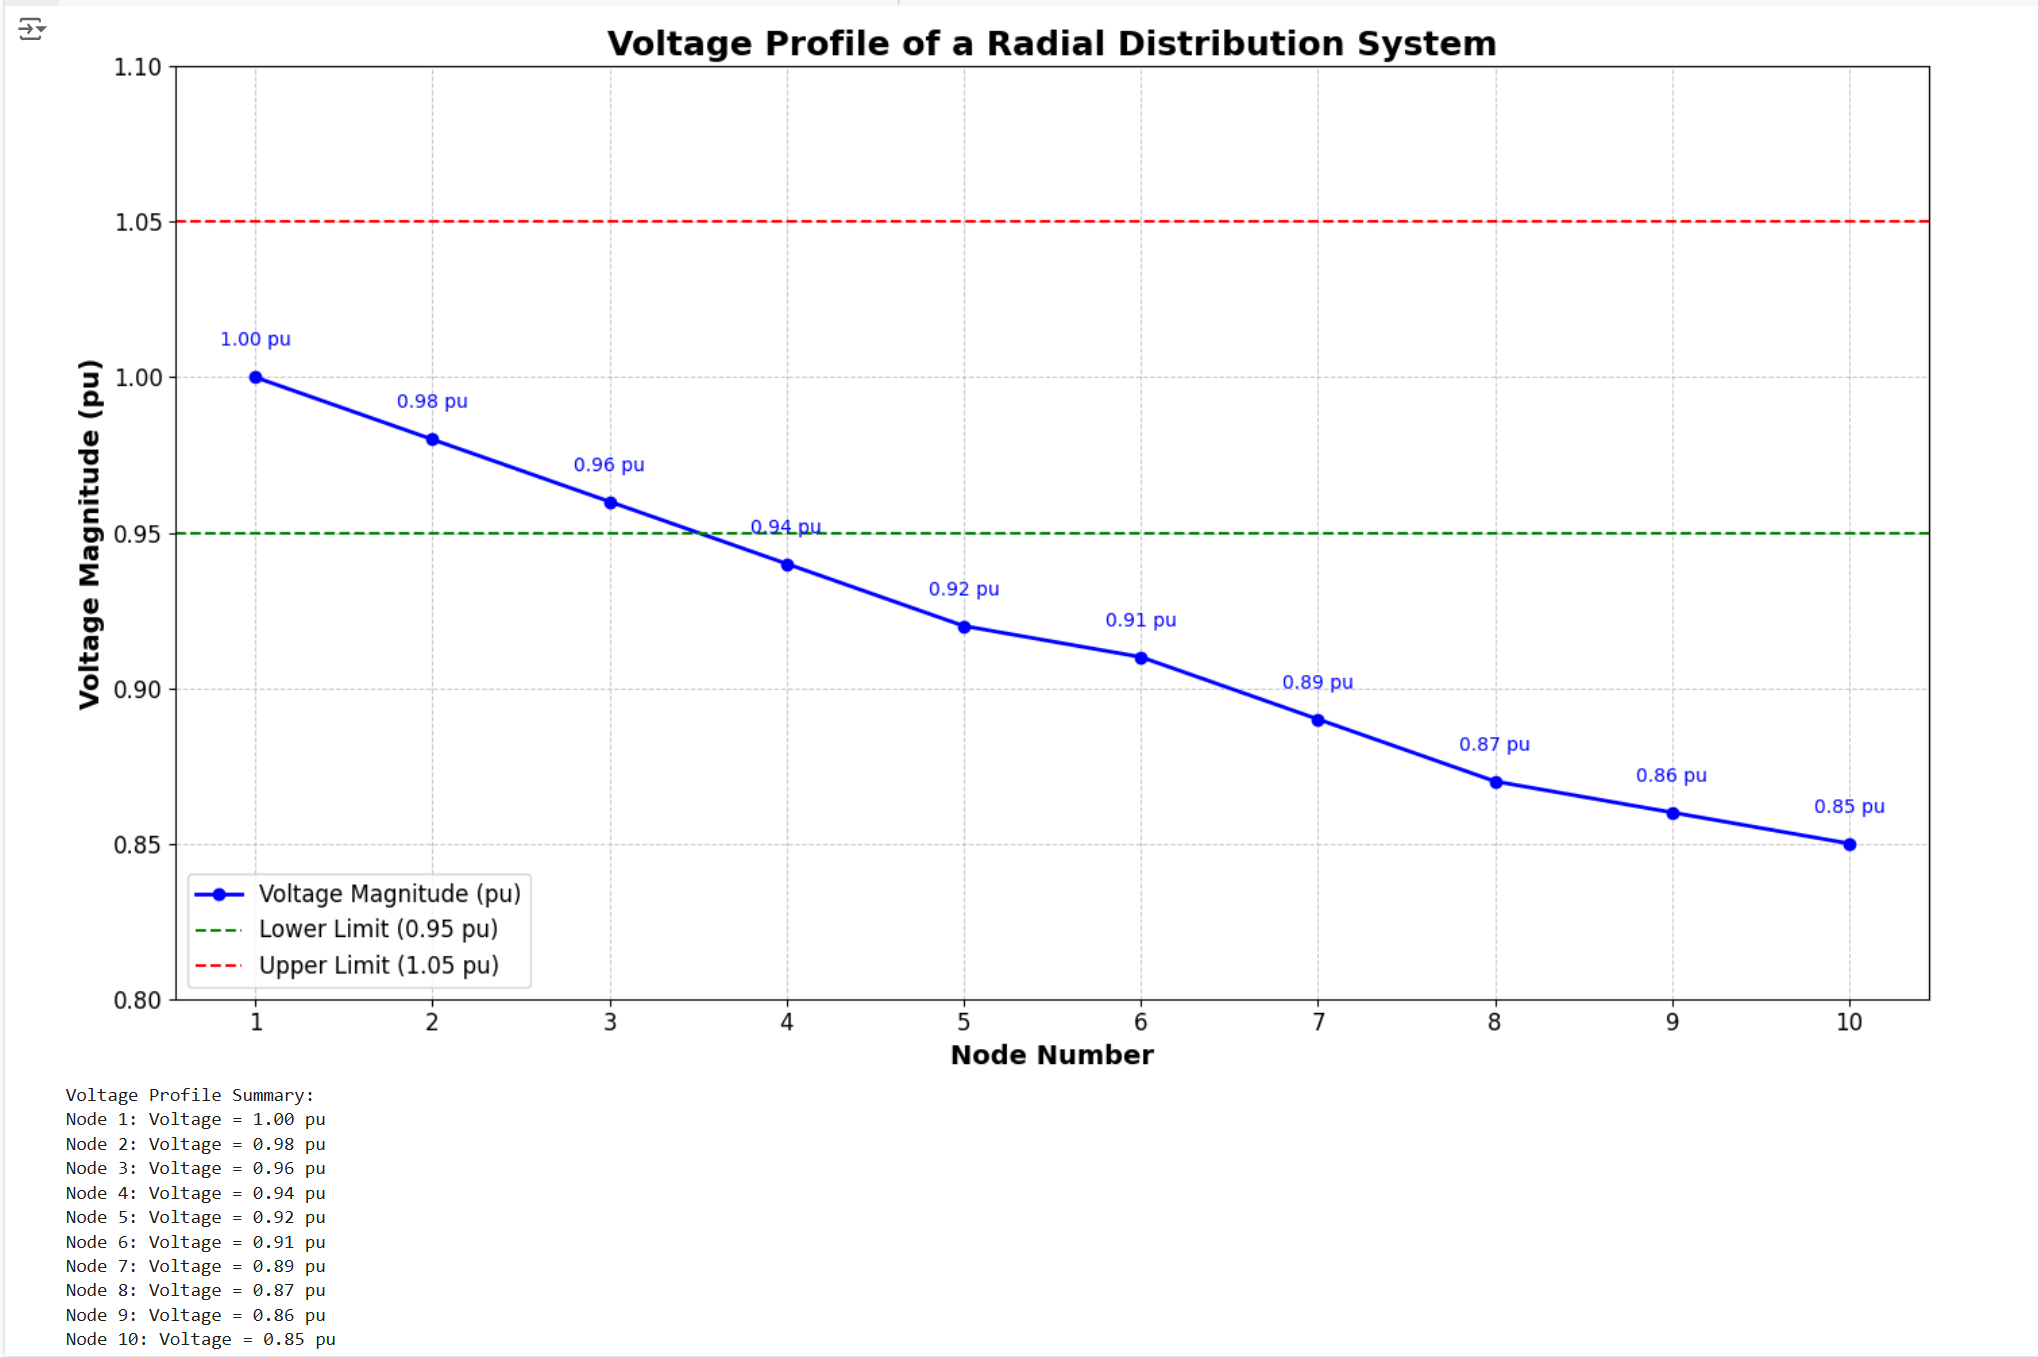 Voltage Profile of a Radial Distribution System
1.10
1.05
1.00
0.95
0.90
0.85
0.80
Voltage Magnitude (pu)
1.00 pu
0.98 pu
0.96 pu
0.94 pu
0.92 pu
0.91 pu
0.89 pu
0.87 pu
0.86 pu
0.85 pu
Voltage Magnitude (pu)
Lower Limit (0.95 pu)
Upper Limit (1.05 pu)
1 2 3 4 5 6 7 8 9 10
Node Number
Voltage Profile Summary:
Node 1: Voltage = 1.00 pu
Node 2: Voltage = 0.98 pu
Node 3: Voltage = 0.96 pu
Node 4: Voltage = 0.94 pu
Node 5: Voltage = 0.92 pu
Node 6: Voltage = 0.91 pu
Node 7: Voltage = 0.89 pu
Node 8: Voltage = 0.87 pu
Node 9: Voltage = 0.86 pu
Node 10: Voltage = 0.85 pu